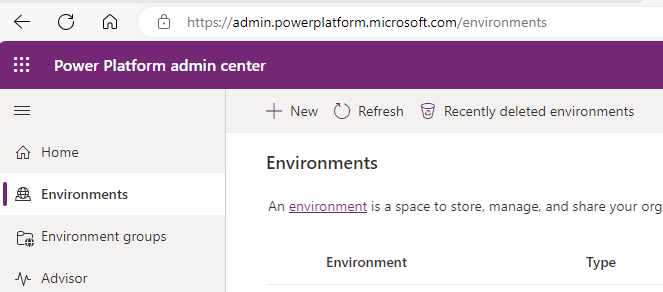 https://admin.powerplatform.microsoft.com/environments
Power Platform admin center
New Refresh Recently deleted environments
Home
Environments
Environment groups
Advisor
Environments
An environment is a space to store, manage, and share your org
Environment Type